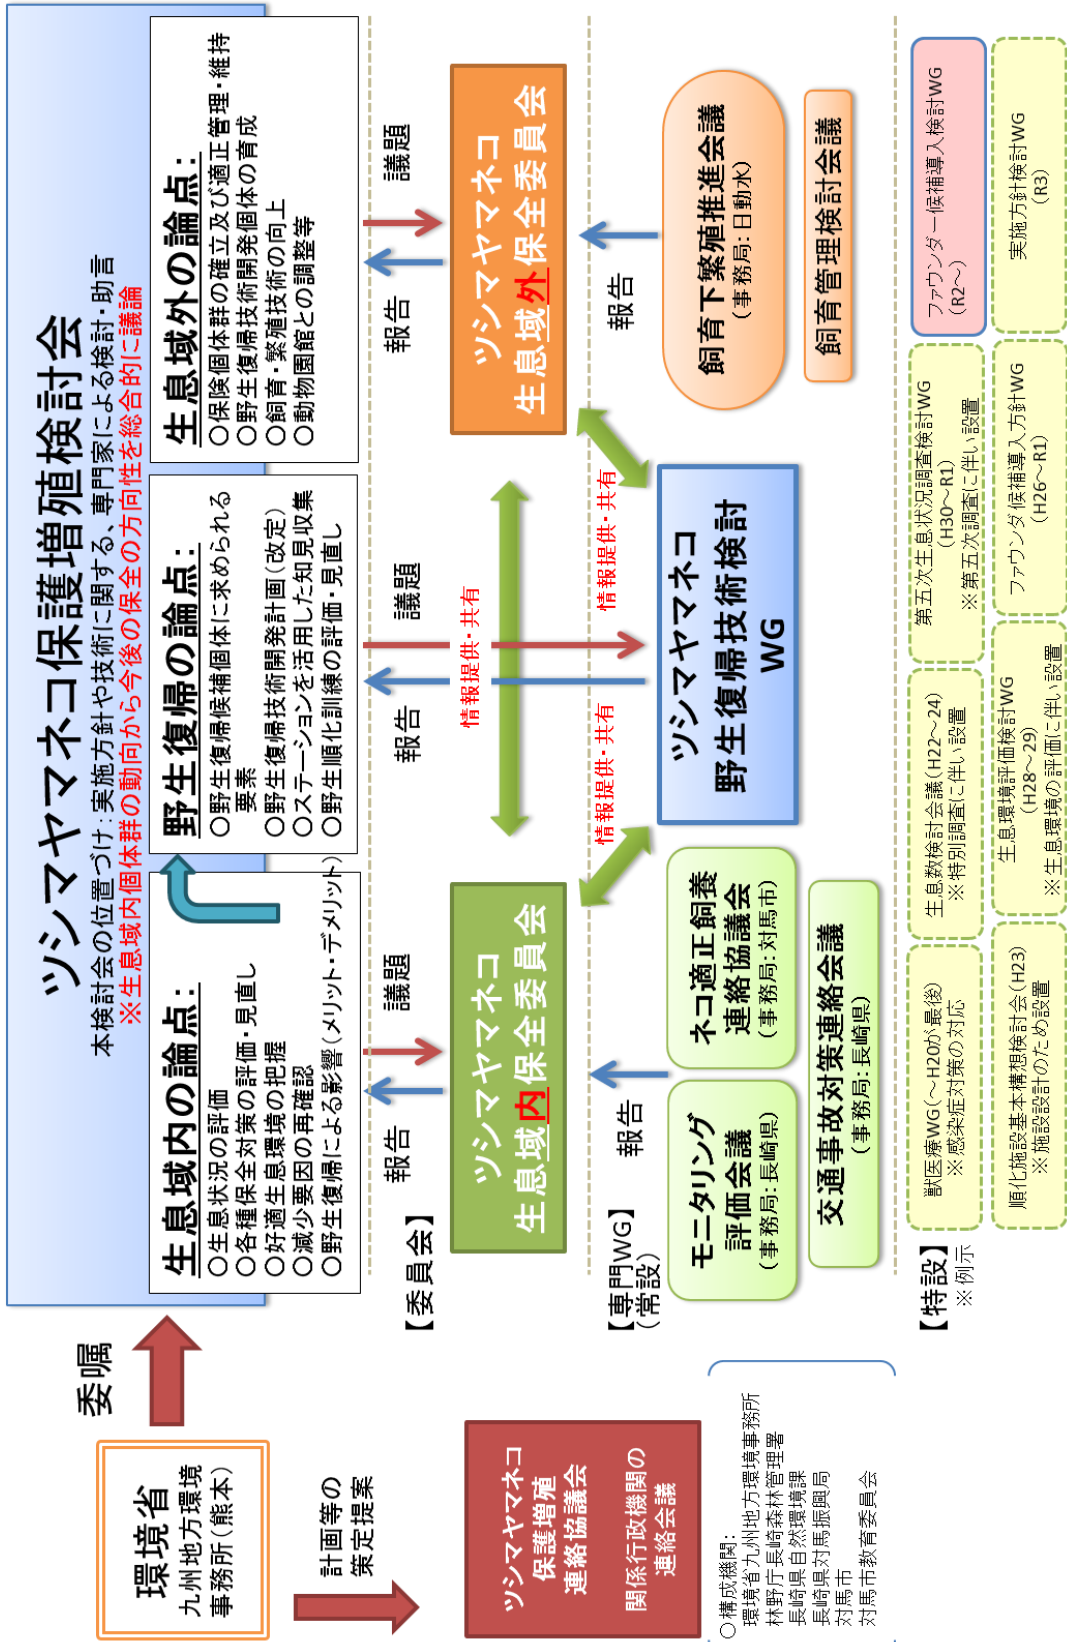 ツシマヤマネコ保護増殖検討会
本検討会の位置づけ：実施方針や技術に関する、専門家による検討・助言
※生息域内個体群の動向から今後の保全の方向性を総合的に議論
環境省
九州地方環境
事務所（熊本）
委嘱
計画等の
策定提案
ツシマヤマネコ
保護増殖
連絡協議会
関係行政機関の
連絡会議
○構成機関：
環境省九州地方環境事務所
林野庁長崎森林管理署
長崎県自然環境課
長崎県対馬振興局
対馬市
対馬市教育委員会
生息域内の論点：
○生息状況の評価
○各種保全対策の評価・見直し
○好適生息環境の把握
○減少要因の再確認
○野生復帰による影響（メリット・デメリット）
野生復帰の論点：
○野生復帰候補個体に求められる
要素
○野生復帰技術開発計画（改定）
○ステーションを活用した知見収集
○野生順化訓練の評価・見直し
生息域外の論点：
○保険個体群の確立及び適正管理・維持
○野生復帰技術開発個体の育成
○飼育・繁殖技術の向上
○動物園館との調整等
【委員会】
報告
議題
報告
議題
報告
議題
ツシマヤマネコ
生息域内保全委員会
情報提供・共有
ツシマヤマネコ
生息域外保全委員会
【専門WG】
（常設）
報告
情報提供・共有
情報提供・共有
報告
モニタリング
評価会議
（事務局：長崎県）
ネコ適正飼養
連絡協議会
（事務局：対馬市）
交通事故対策連絡会議
（事務局：長崎県）
ツシマヤマネコ
野生復帰技術検討
WG
飼育下繁殖推進会議
（事務局：日動水）
飼育管理検討会議
【特設】
※例示
獣医療WG（～H20が最後）
※感染症対策の対応
生息数検討会議（H22～24）
※特別調査に伴い設置
第五次生息状況調査検討WG
（H30～R1）
※第五次調査に伴い設置
ファウンダー候補導入検討WG
（R2～）
順化施設基本構想検討会（H23）
※施設設計のため設置
生息環境評価検討WG
（H28～29）
※生息環境の評価に伴い設置
ファウンダ候補導入方針WG
（H26～R1）
実施方針検討WG
（R3）